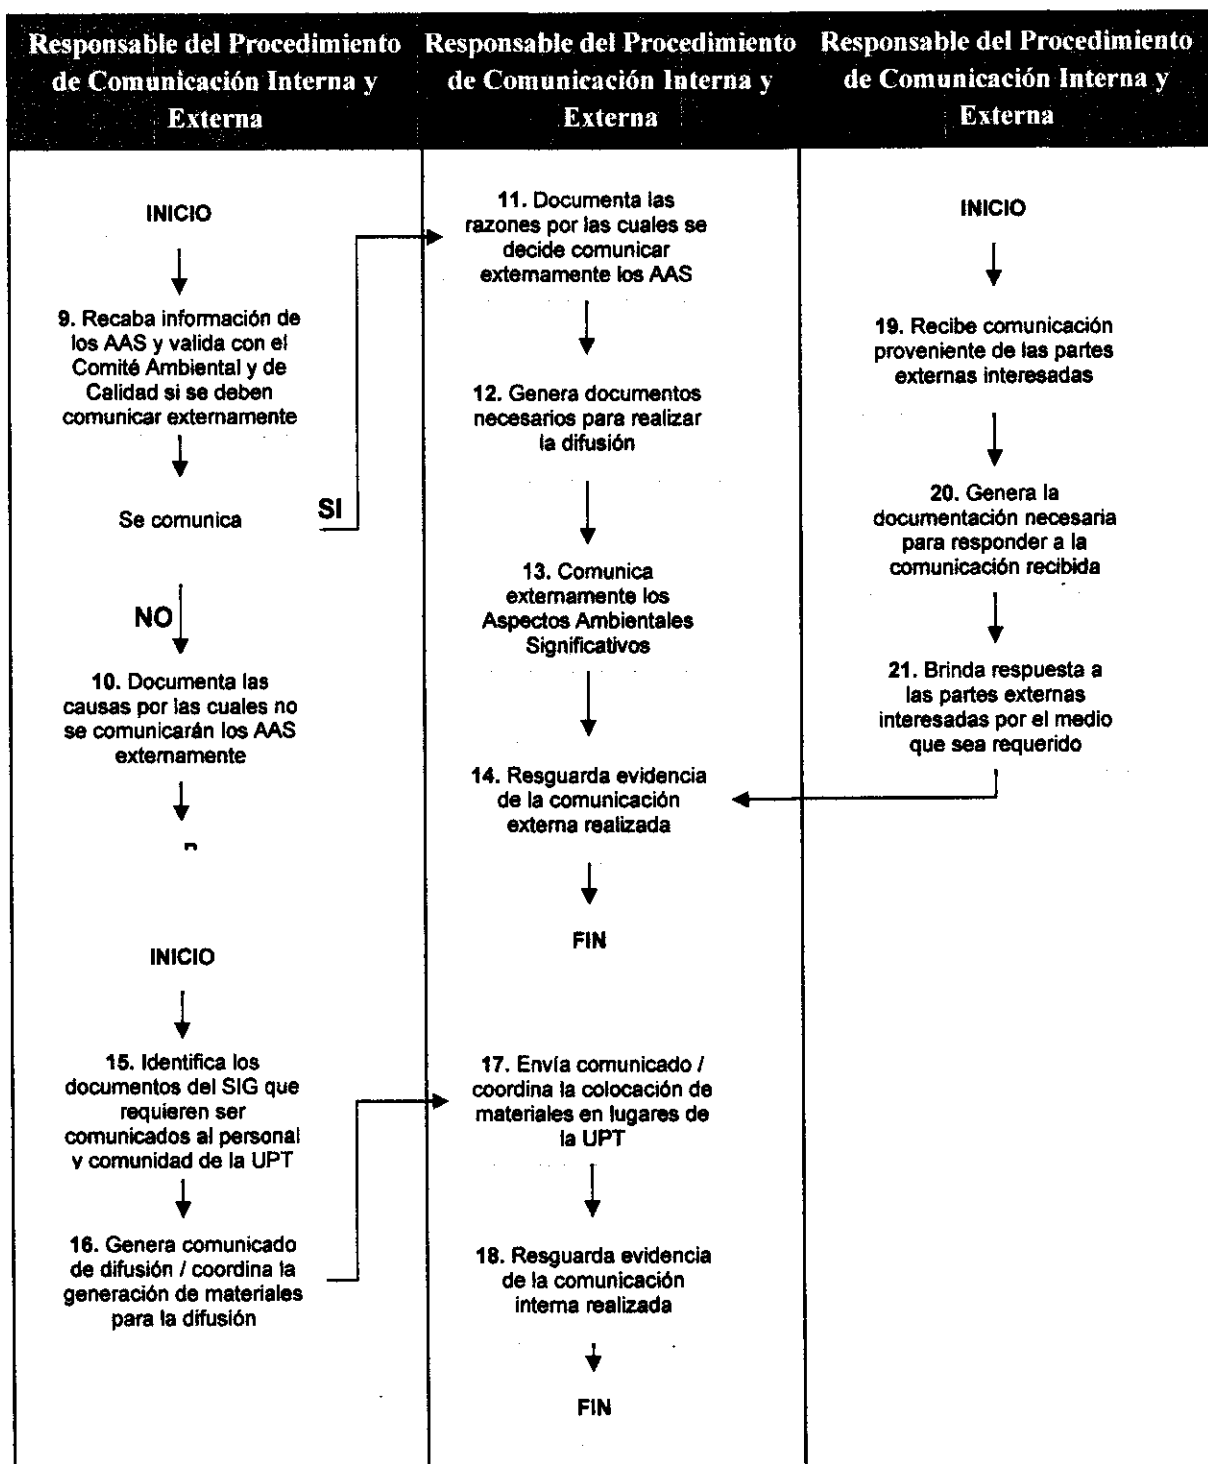 Responsable del Procedimiento
de Comunicación Interna y
Externa
Responsable del Procedimiento
de Comunicación Interna y
Externa
Responsable del Procedimiento
de Comunicación Interna y
Externa
INICIO
9. Recaba información de
los AAS y valida con el
Comité Ambiental y de
Calidad si se deben
comunicar externamente
Se comunica
SI
NO
10. Documenta las
causas por las cuales no
se comunicarán los AAS
externamente
INICIO
15. Identifica los
documentos del SIG que
requieren ser
comunicados al personal
y comunidad de la UPT
16. Genera comunicado
de difusión / coordina la
generación de materiales
para la difusión
11. Documenta las
razones por las cuales se
decide comunicar
externamente los AAS
12. Genera documentos
necesarios para realizar
la difusión
13. Comunica
externamente los
Aspectos Ambientales
Significativos
14. Resguarda evidencia
de la comunicación
externa realizada
FIN
17. Envía comunicado /
coordina la colocación de
materiales en lugares de
la UPT
18. Resguarda evidencia
de la comunicación
interna realizada
FIN
INICIO
19. Recibe comunicación
proveniente de las partes
externas interesadas
20. Genera la
documentación necesaria
para responder a la
comunicación recibida
21. Brinda respuesta a
las partes externas
interesadas por el medio
que sea requerido